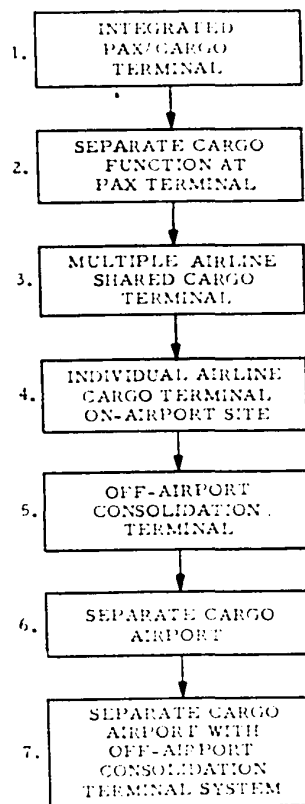 1. INTEGRATED
PAX/CARGO
TERMINAL
2. SEPARATE CARGO
FUNCTION AT
PAX TERMINAL
3. MULTIPLE AIRLINE
SHARED CARGO
TERMINAL
4. INDIVIDUAL AIRLINE
CARGO TERMINAL
ON-AIRPORT SITE
5. OFF-AIRPORT
CONSOLIDATION
TERMINAL
6. SEPARATE CARGO
AIRPORT
7. SEPARATE CARGO
AIRPORT WITH
OFF-AIRPORT
CONSOLIDATION
TERMINAL SYSTEM